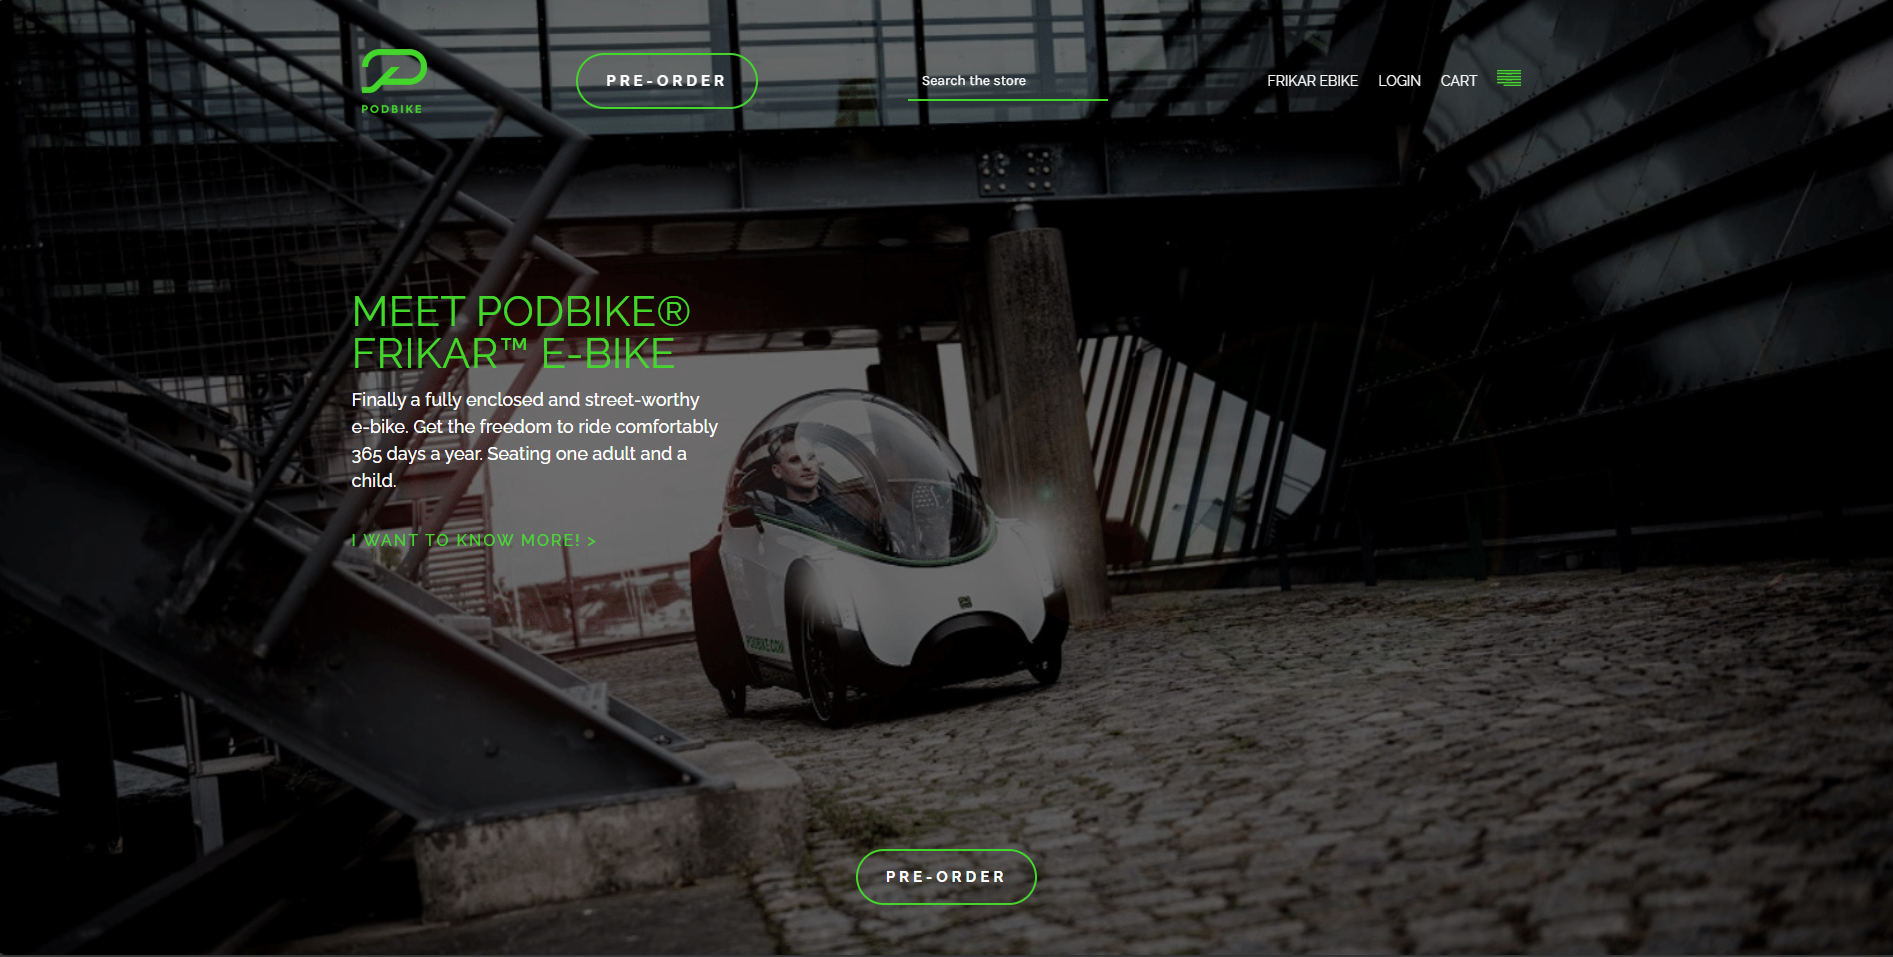 PODBIKE
PRE-ORDER
Search the store
FRIKAR EBIKE
LOGIN
CART
MEET PODBIKE®
FRIKAR™ E-BIKE
Finally a fully enclosed and street-worthy
e-bike. Get the freedom to ride comfortably
365 days a year. Seating one adult and a
child.
I WANT TO KNOW MORE! >
PODBIKE.COM
PRE-ORDER